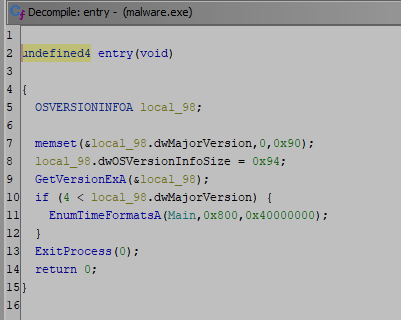 Decompile: entry - (malware.exe)
1
2 undefined4 entry(void)
3
4 {
5 OSVERSIONINFOA local_98;
6
7 memset(&local_98.dwMajorVersion,0,0x90);
8 local_98.dwOSVersionInfoSize = 0x94;
9 GetVersionExA(&local_98);
10 if (4 < local_98.dwMajorVersion) {
11 EnumTimeFormatsA(Main,0x800,0x40000000);
12 }
13 ExitProcess(0);
14 return 0;
15 }
16